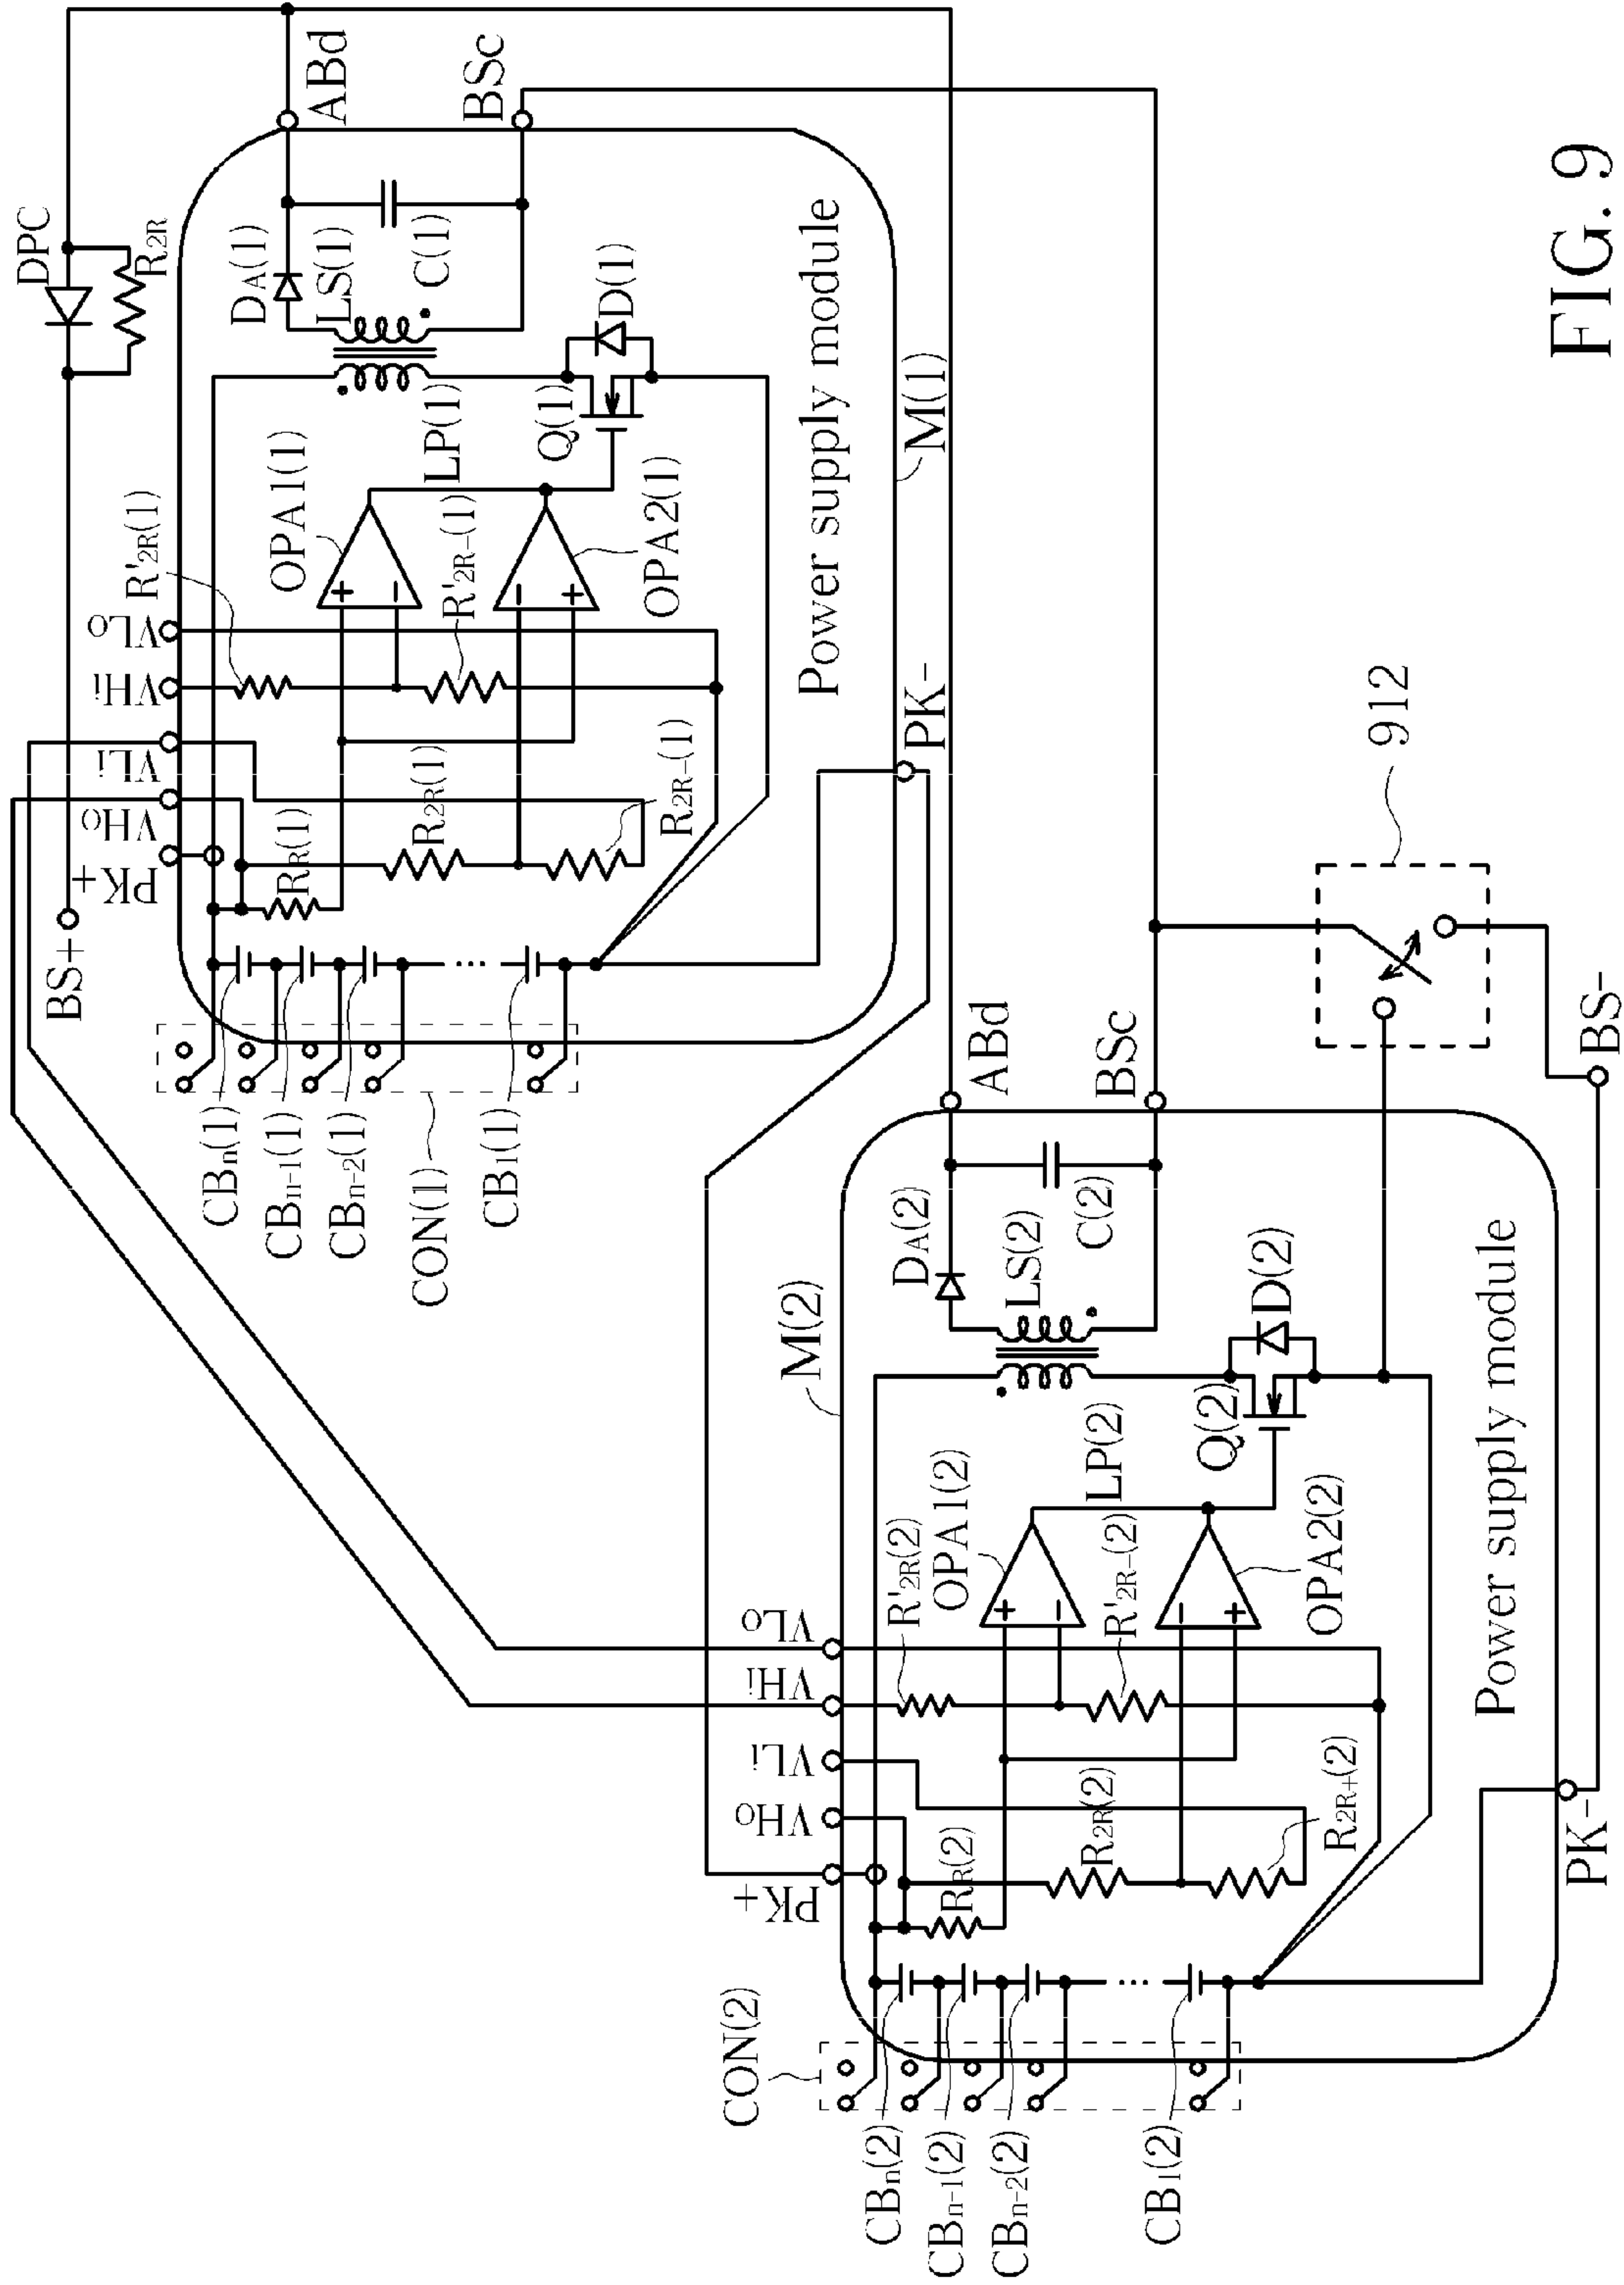 DPC
R2R
ABd
BSc
DA(1)
LS(1)
C(1)
D(1)
Power supply module
M(1)
R'2R(1)
OPA1(1)
LP(1)
Q(1)
R'2R-(1)
OPA2(1)
VLo
VHi
VLi
VHo
PK+
BS+
RR(1)
R2R(1)
R2R-(1)
PK-
CBn(1)
CBn-1(1)
CBn-2(1)
...
CB1(1)
CON(1)
FIG. 9
912
BS-
ABd
BSc
M(2)
DA(2)
LS(2)
C(2)
D(2)
Power supply module
R'2R(2)
OPA1(2)
LP(2)
Q(2)
R'2R-(2)
OPA2(2)
VLo
VHi
VLi
VHo
PK+
RR(2)
R2R(2)
R2R+(2)
PK-
CON(2)
CBn(2)
CBn-1(2)
CBn-2(2)
...
CB1(2)